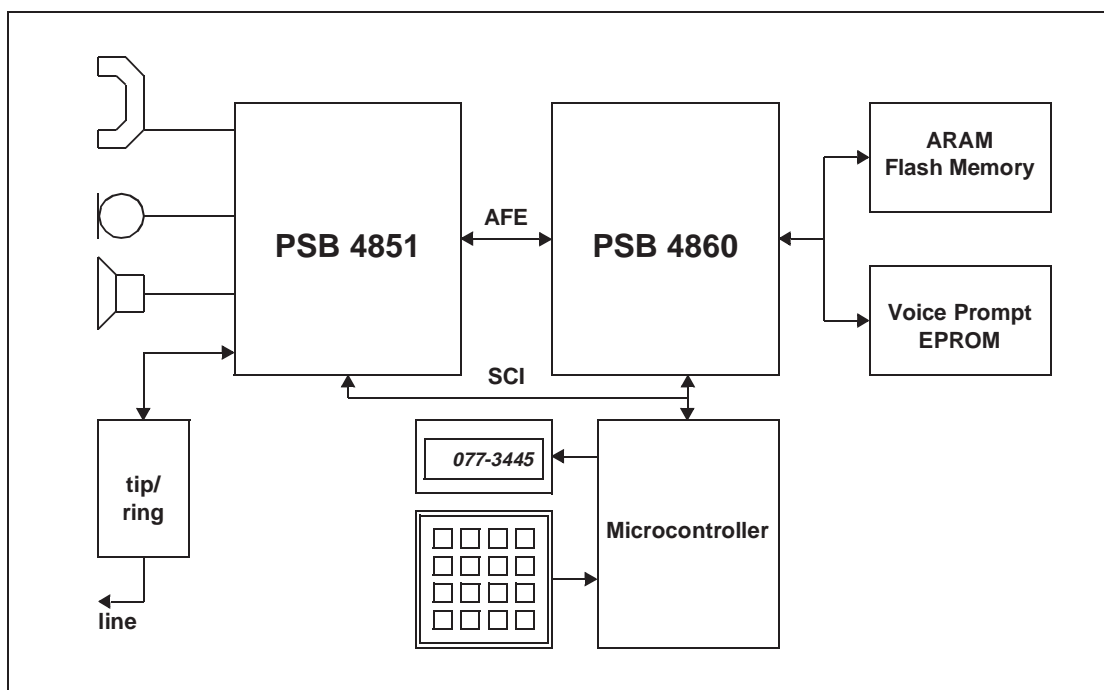 ARAM
Flash Memory
AFE
PSB 4851
PSB 4860
Voice Prompt
EPROM
SCI
077-3445
tip/
ring
Microcontroller
line